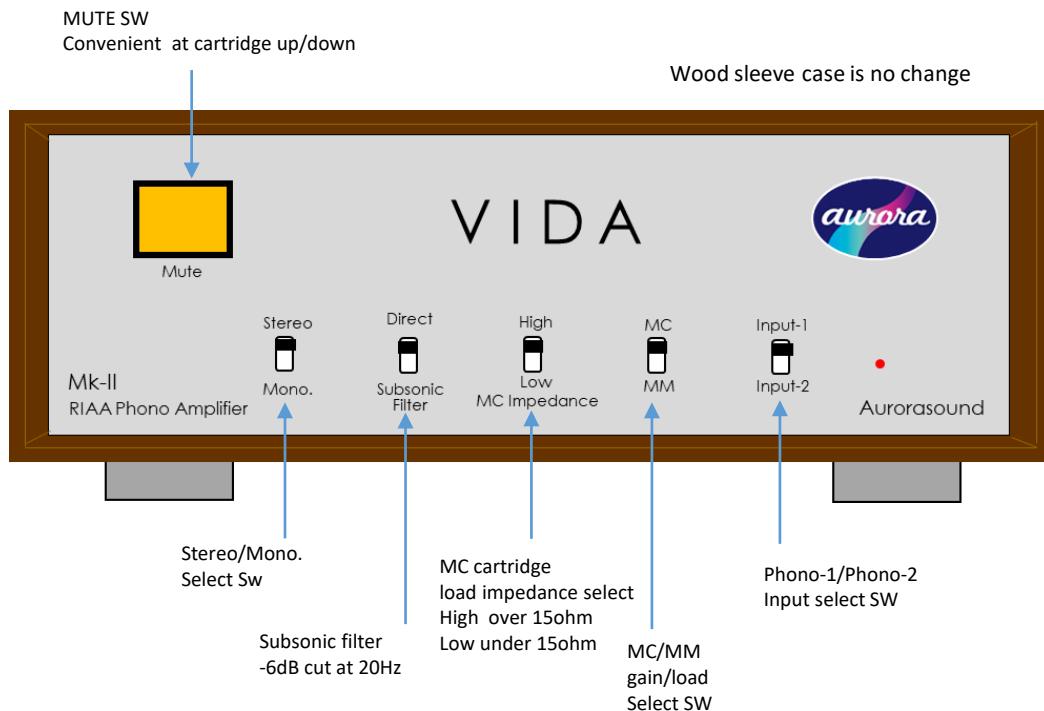 MUTE SW
Convenient at cartridge up/down
Wood sleeve case is no change
VIDA
aurora
Mute
Stereo
Direct
High
MC
Input-1
Mono.
Subsonic
Filter
Low
MC Impedance
MM
Input-2
Mk-II
RIAA Phono Amplifier
Aurorasound
Stereo/Mono.
Select Sw
Subsonic filter
-6dB cut at 20Hz
MC cartridge
load impedance select
High over 15ohm
Low under 15ohm
MC/MM
gain/load
Select SW
Phono-1/Phono-2
Input select SW